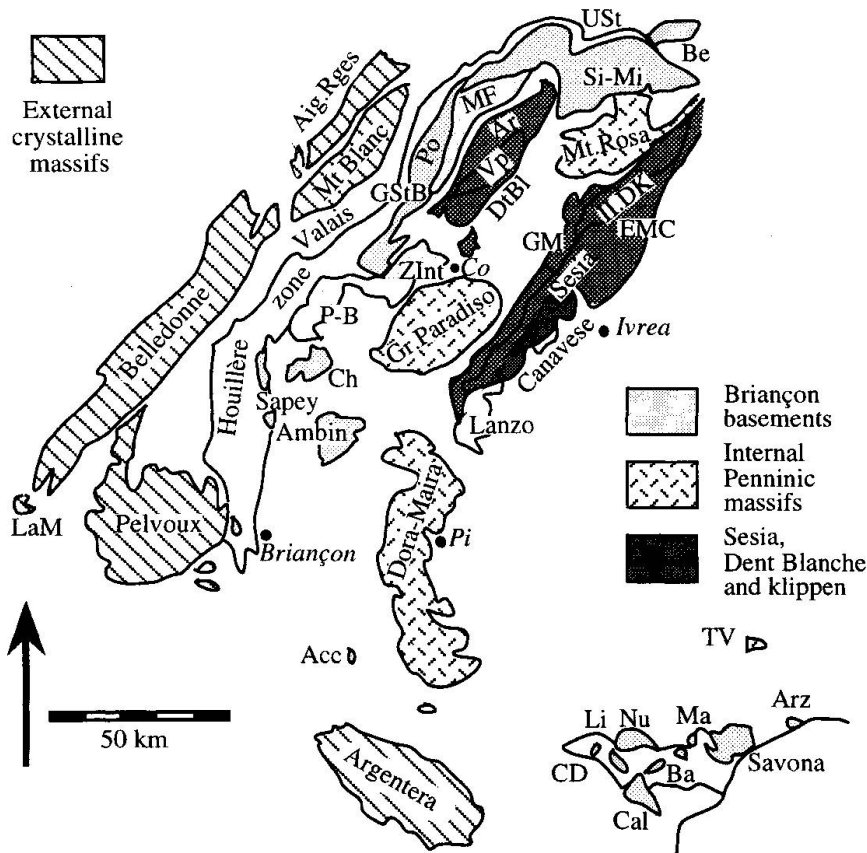 External
crystalline
massifs
Aig.Rges
Mt Blanc
USt
Be
Si-Mi
MF
Po
Ar
Vp
Mt.Rosa
GStB
DtBl
IIDK
GM
EMC
Valais
zone
ZInt
Co
Sesia
Belledonne
P-B
Gr.Paradiso
Canavese
Ivrea
Houillère
Ch
Sapey
Ambin
Lanzo
Briançon
basements
Internal
Penninic
massifs
Sesia,
Dent Blanche
and klippen
LaM
Pelvoux
Briançon
Dora-Maira
Pi
TV
Acc
50 km
Argentera
Li
Nu
Ma
Arz
CD
Ba
Savona
Cal